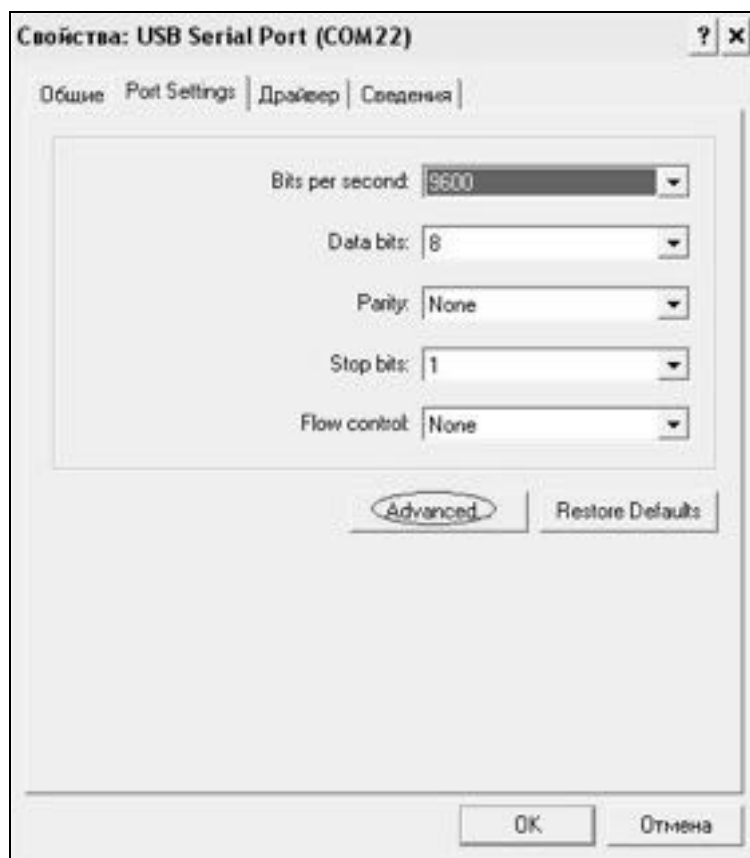 Свойства: USB Serial Port (COM22) ? ×
Общие Port Settings Драйвер Сведения
Bits per second: 9600
Data bits: 8
Parity: None
Stop bits: 1
Flow control: None
Advanced... Restore Defaults
OK Отмена